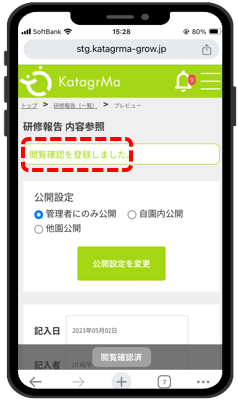 SoftBank 15:28 80%
stg.katagrma-grow.jp
KatagrMa
トップ > 研修報告（一覧） > プレビュー
研修報告 内容参照
閲覧確認を登録しました。
公開設定
管理者にのみ公開 自園内公開
他園公開
公開設定を変更
記入日 2023年05月02日
記入者
閲覧確認済
7